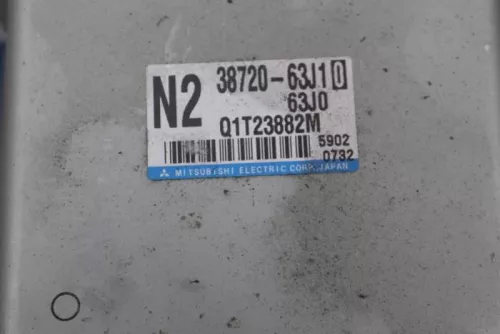 N2
38720-63J10
63J0
Q1T23882M
5902
0732
MITSUBISHI ELECTRIC CORP. JAPAN